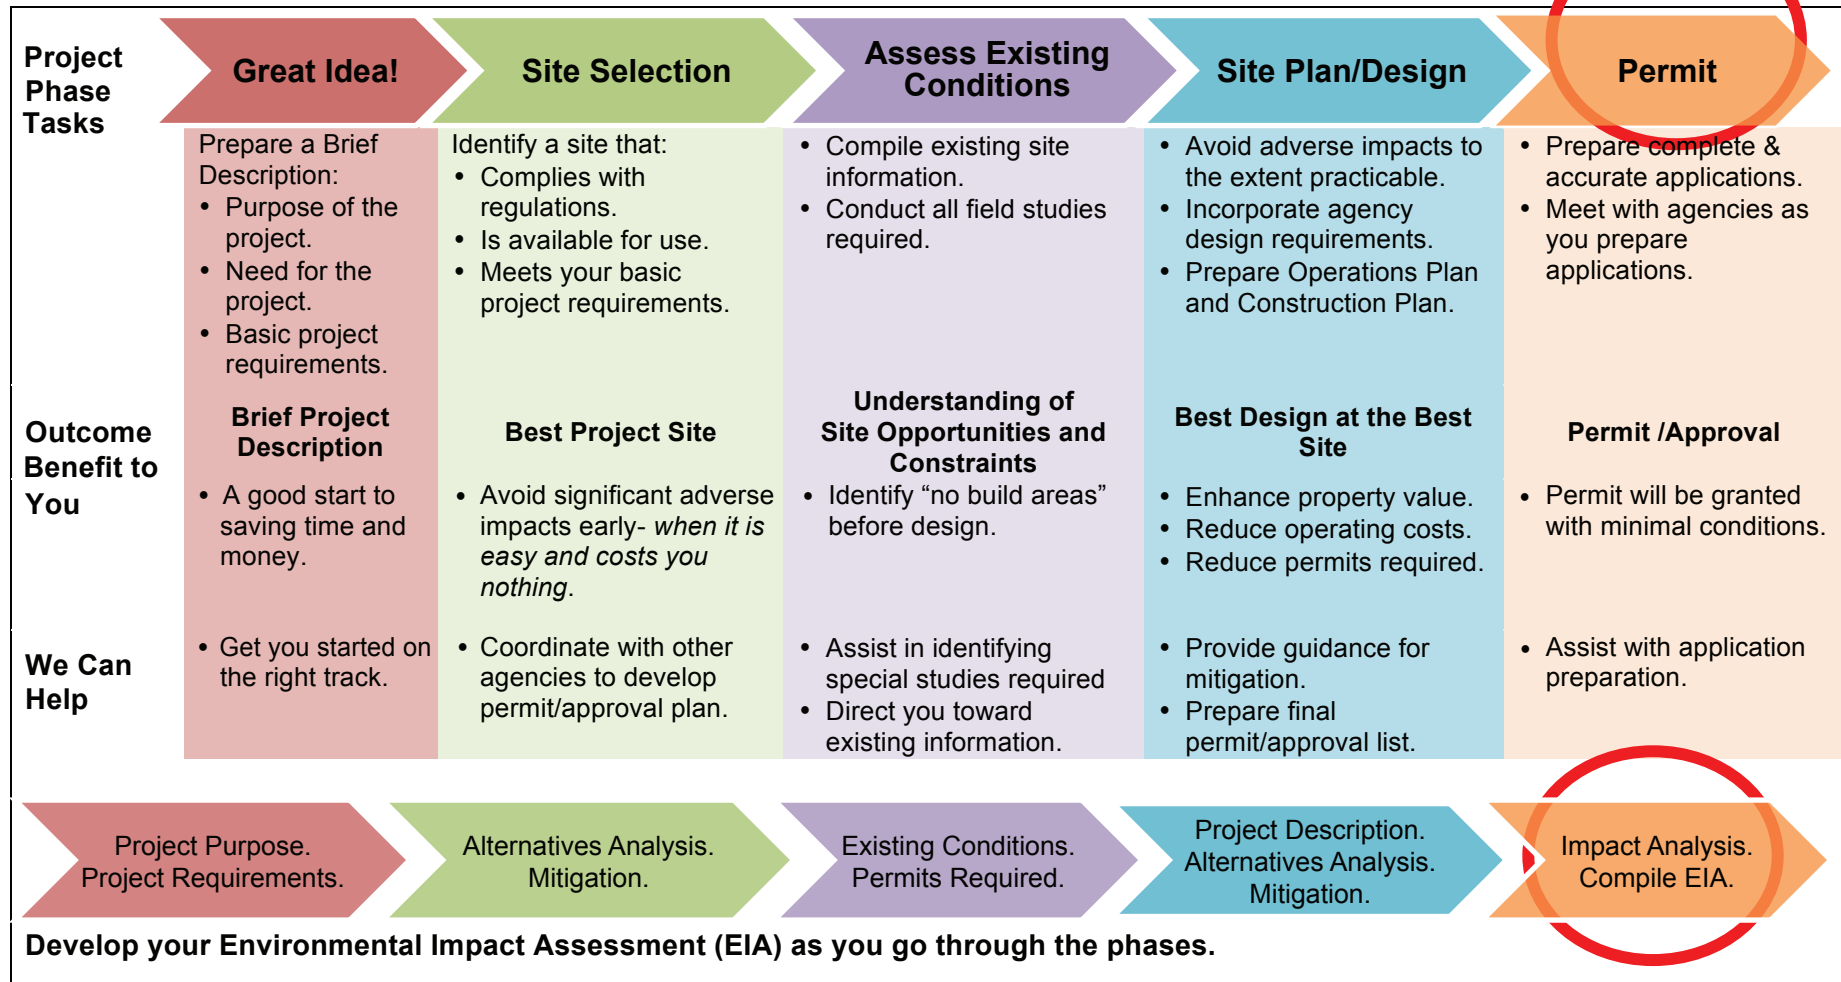 Project
Phase
Tasks
Great Idea!
Site Selection
Assess Existing
Conditions
Site Plan/Design
Permit
Prepare a Brief
Description:
• Purpose of the
project.
• Need for the
project.
• Basic project
requirements.
Identify a site that:
• Complies with
regulations.
• Is available for use.
• Meets your basic
project requirements.
• Compile existing site
information.
• Conduct all field studies
required.
• Avoid adverse impacts to
the extent practicable.
• Incorporate agency
design requirements.
• Prepare Operations Plan
and Construction Plan.
• Prepare complete &
accurate applications.
• Meet with agencies as
you prepare
applications.
Outcome
Benefit to
You
Brief Project
Description
Best Project Site
Understanding of
Site Opportunities and
Constraints
Best Design at the Best
Site
Permit /Approval
• A good start to
saving time and
money.
• Avoid significant adverse
impacts early- when it is
easy and costs you
nothing.
• Identify “no build areas”
before design.
• Enhance property value.
• Reduce operating costs.
• Reduce permits required.
• Permit will be granted
with minimal conditions.
We Can
Help
• Get you started on
the right track.
• Coordinate with other
agencies to develop
permit/approval plan.
• Assist in identifying
special studies required
• Direct you toward
existing information.
• Provide guidance for
mitigation.
• Prepare final
permit/approval list.
• Assist with application
preparation.
Project Purpose.
Project Requirements.
Alternatives Analysis.
Mitigation.
Existing Conditions.
Permits Required.
Project Description.
Alternatives Analysis.
Mitigation.
Impact Analysis.
Compile EIA.
Develop your Environmental Impact Assessment (EIA) as you go through the phases.